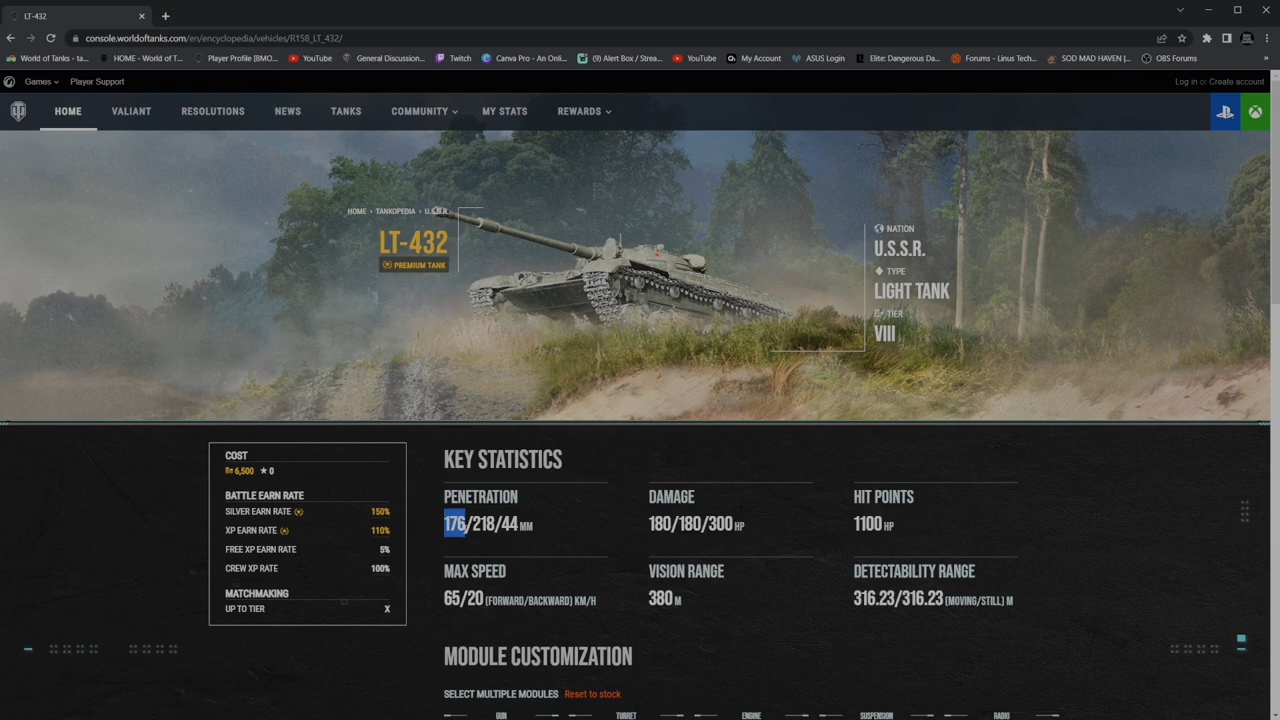 LT-432
console.worldoftanks.com/en/encyclopedia/vehicles/R158_LT_432/
World of Tanks - ta...
HOME - World of T...
Player Profile [BMO...
YouTube
General Discussion...
Twitch
Canva Pro - An Onli...
(9) Alert Box / Strea...
YouTube
My Account
ASUS Login
Elite: Dangerous Da...
Forums - Linus Tech...
SOD MAD HAVEN |...
OBS Forums
Games
Player Support
Log in or Create account
HOME
VALIANT
RESOLUTIONS
NEWS
TANKS
COMMUNITY
MY STATS
REWARDS
HOME › TANKOPEDIA › U.S.S.R.
LT-432
PREMIUM TANK
NATION
U.S.S.R.
TYPE
LIGHT TANK
TIER
VIII
COST
6,500 ★ 0
BATTLE EARN RATE
SILVER EARN RATE 150%
XP EARN RATE 110%
FREE XP EARN RATE 5%
CREW XP RATE 100%
MATCHMAKING
UP TO TIER X
KEY STATISTICS
PENETRATION
176/218/44 MM
DAMAGE
180/180/300 HP
HIT POINTS
1100 HP
MAX SPEED
65/20 (FORWARD/BACKWARD) KM/H
VISION RANGE
380 M
DETECTABILITY RANGE
316.23/316.23 (MOVING/STILL) M
MODULE CUSTOMIZATION
SELECT MULTIPLE MODULES Reset to stock
GUN
TURRET
ENGINE
SUSPENSION
RADIO